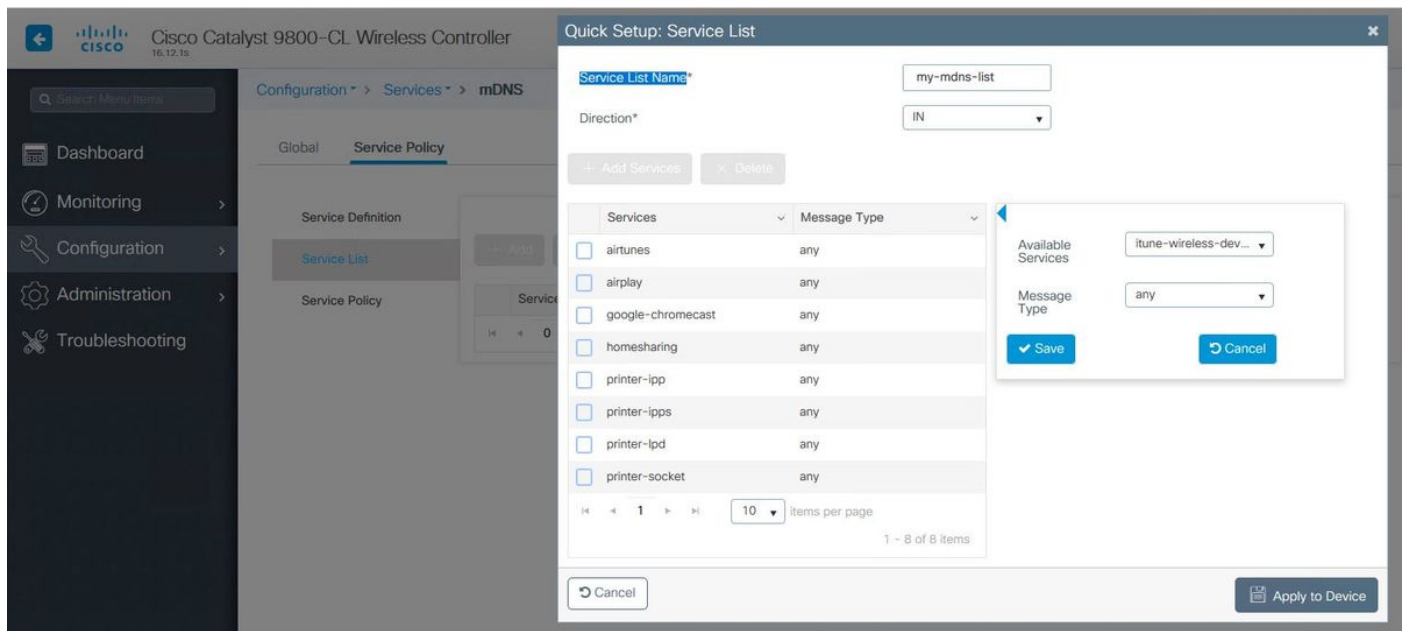 CISCO
Cisco Catalyst 9800-CL Wireless Controller
16.12.1s
Search Menu Items
Dashboard
Monitoring
Configuration
Administration
Troubleshooting
Configuration > Services > mDNS
Global Service Policy
Service Definition
Service List
Service Policy
+ Add
Service
0
Quick Setup: Service List
Service List Name* my-mdns-list
Direction* IN
+ Add Services × Delete
Services Message Type
airtunes any
airplay any
google-chromecast any
homesharing any
printer-ipp any
printer-ipps any
printer-lpd any
printer-socket any
1 10 items per page
1 - 8 of 8 items
Available
Services
itune-wireless-dev...
Message
Type
any
Save Cancel
Cancel Apply to Device